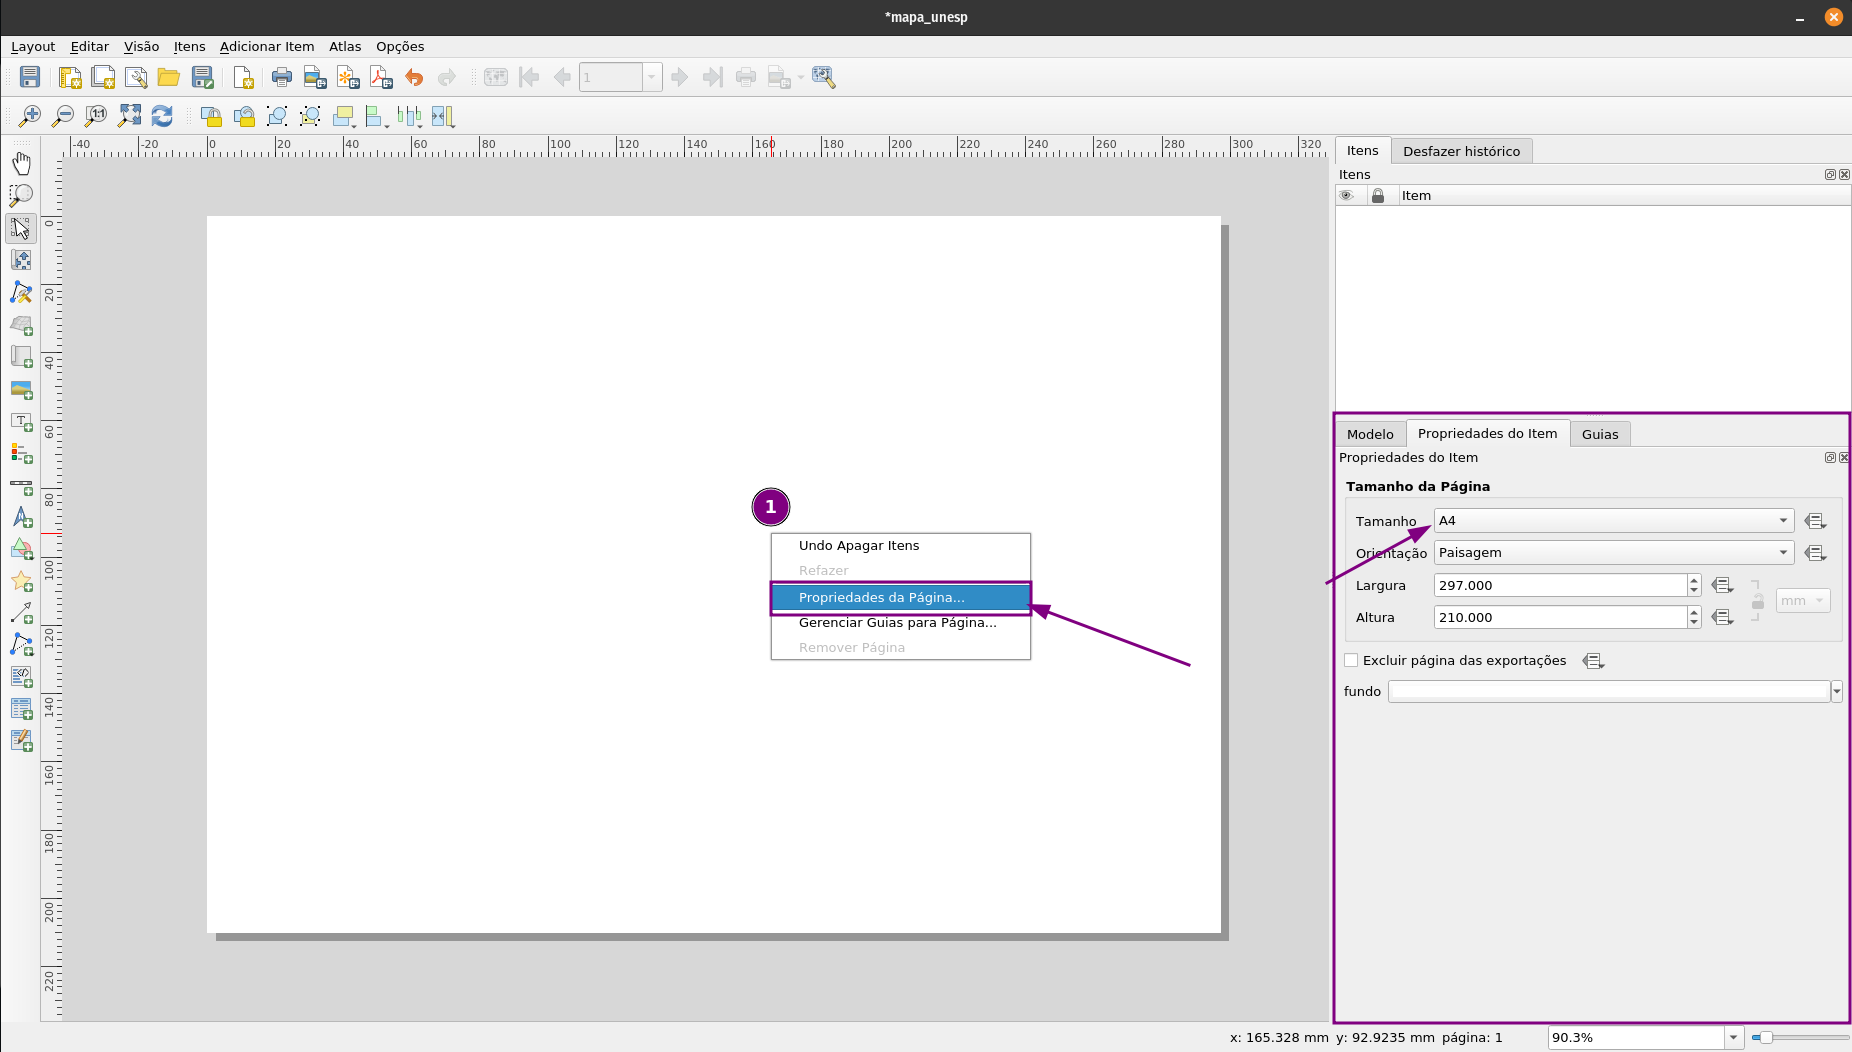 *mapa_unesp
Layout Editar Visão Itens Adicionar Item Atlas Opções
1
1:1
-40 -20 0 20 40 60 80 100 120 140 160 180 200 220 240 260 280 300 320
0
20
40
60
80
100
120
140
160
180
200
220
1
Undo Apagar Itens
Refazer
Propriedades da Página...
Gerenciar Guias para Página...
Remover Página
Itens Desfazer histórico
Itens
Item
Modelo Propriedades do Item Guias
Propriedades do Item
Tamanho da Página
Tamanho A4
Orientação Paisagem
Largura 297.000
mm
Altura 210.000
Excluir página das exportações
fundo
x: 165.328 mm y: 92.9235 mm página: 1 90.3%